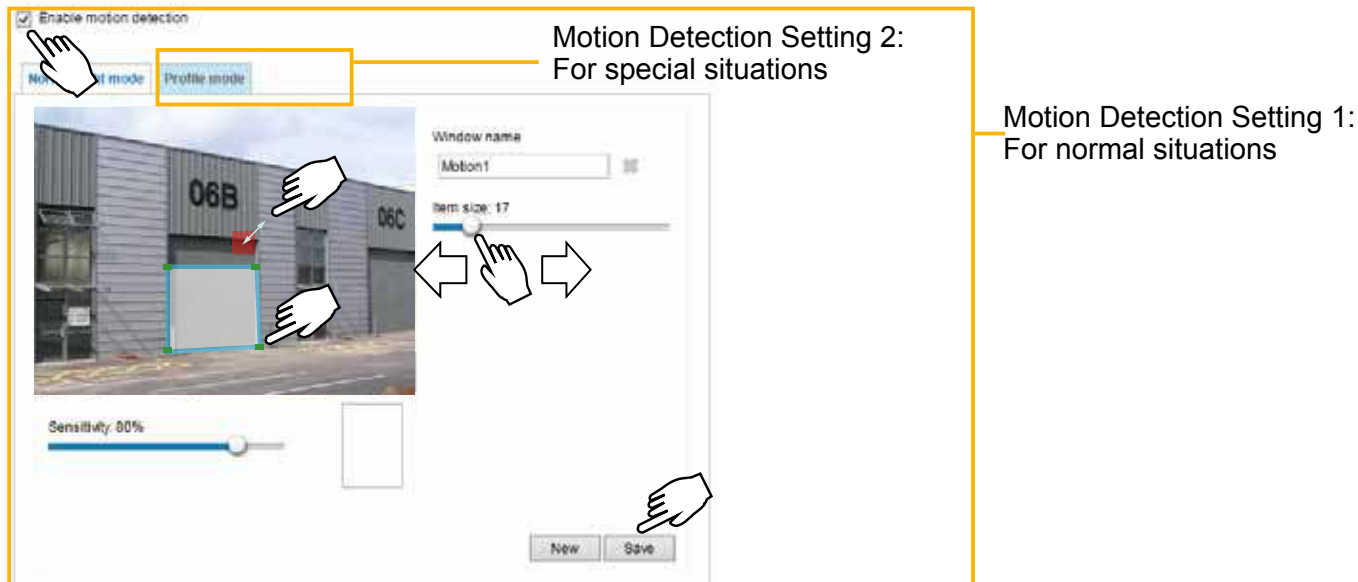 Enable motion detection
Motion Detection Setting 2:
For special situations
mode
Profile mode
Motion Detection Setting 1:
For normal situations
Window name
Motion1
Item size: 17
06B
06C
Sensitivity: 80%
New
Save